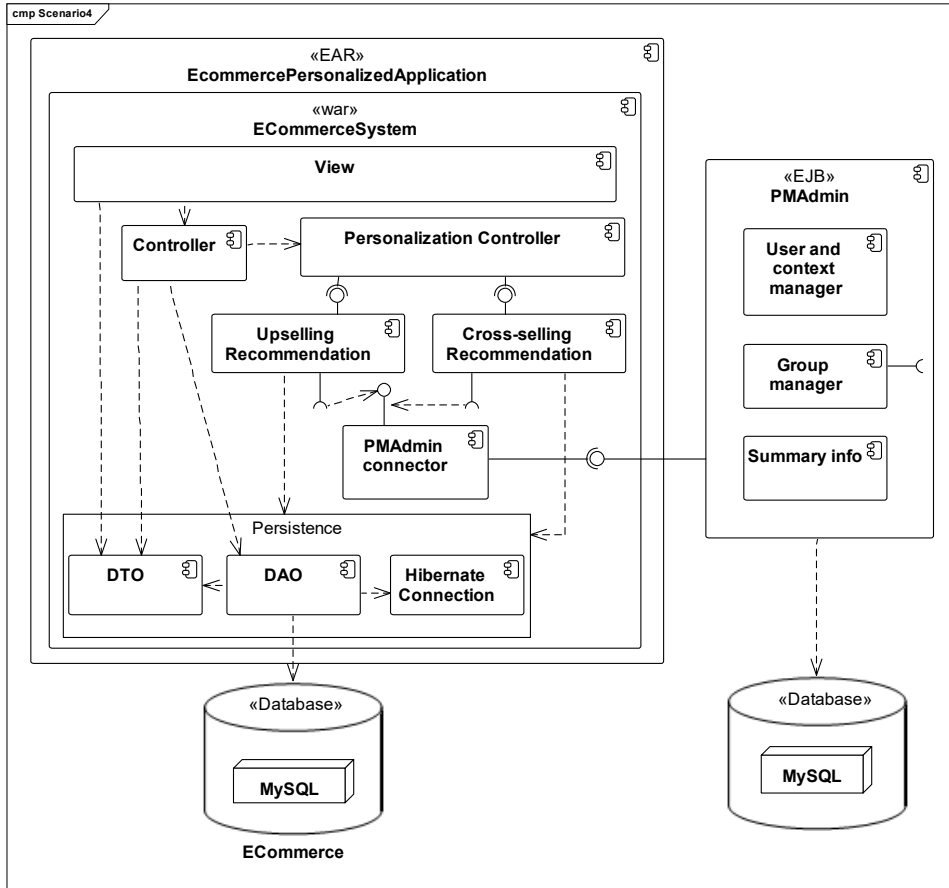 cmp Scenario4
«EAR»
EcommercePersonalizedApplication
«war»
ECommerceSystem
View
Controller
Personalization Controller
Upselling
Recommendation
Cross-selling
Recommendation
PMAdmin
connector
Persistence
DTO
DAO
Hibernate
Connection
«EJB»
PMAdmin
User and
context
manager
Group
manager
Summary info
«Database»
MySQL
ECommerce
«Database»
MySQL